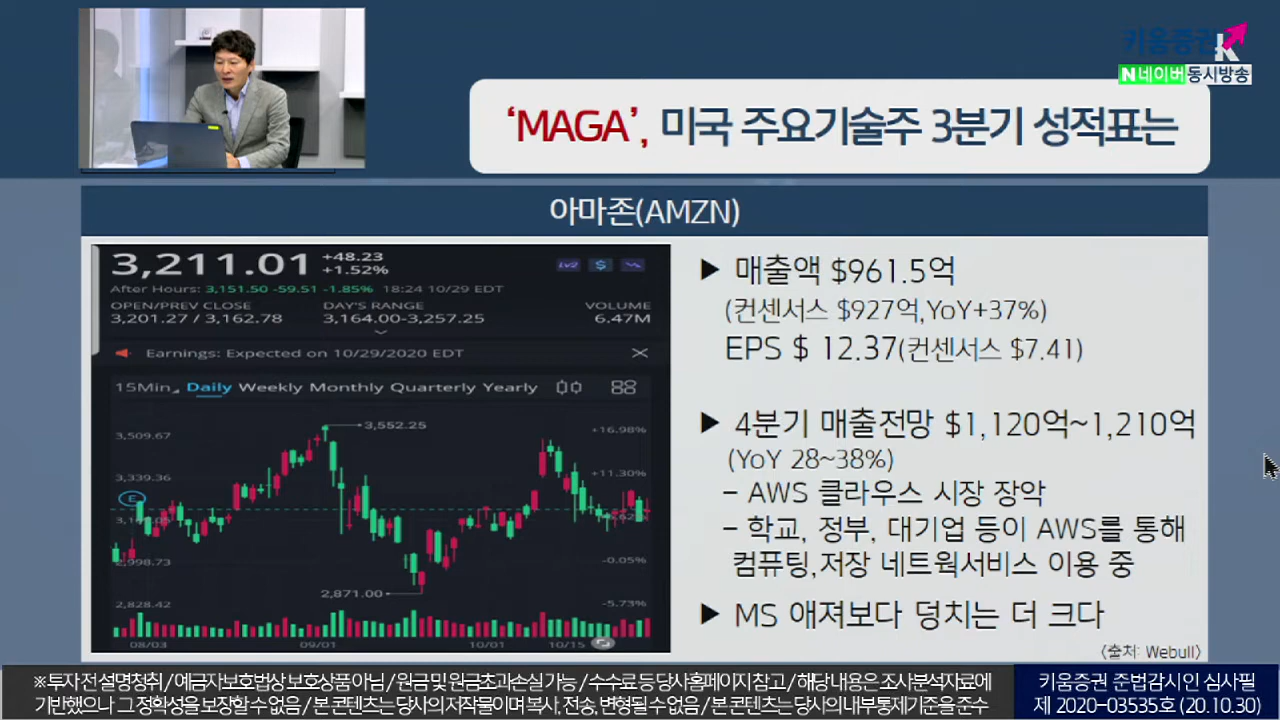 키움증권
N 네이버 동시방송
‘MAGA’, 미국 주요기술주 3분기 성적표는
아마존(AMZN)
3,211.01 +48.23 +1.52%
After Hours: 3,151.50 -59.51 -1.85% 18:24 10/29 EDT
OPEN/PREV CLOSE DAY'S RANGE VOLUME
3,201.27 / 3,162.78 3,164.00-3,257.25 6.47M
Earnings: Expected on 10/29/2020 EDT
15Min Daily Weekly Monthly Quarterly Yearly
3,552.25
3,509.67 +16.98%
3,339.36 +11.30%
E
2,998.73 -0.05%
2,871.00
2,828.42 -5.73%
08/03 09/01 10/01 10/15
▶ 매출액 $961.5억
(컨센서스 $927억,YoY+37%)
EPS $ 12.37(컨센서스 $7.41)
▶ 4분기 매출전망 $1,120억~1,210억
(YoY 28~38%)
- AWS 클라우스 시장 장악
- 학교, 정부, 대기업 등이 AWS를 통해
컴퓨팅,저장 네트웍서비스 이용 중
▶ MS 애져보다 덩치는 더 크다
(출처: Webull)
※ 투자 전 설명청취 / 예금자보호법상 보호상품 아님 / 원금 및 원금초과손실 가능 / 수수료 등 당사홈페이지 참고 / 해당 내용은 조사분석자료에
기반했으나 그 정확성을 보장할 수 없음 / 본 콘텐츠는 당사의 저작물이며 복사, 전송, 변형될 수 없음 / 본 콘텐츠는 당사의 내부통제기준을 준수
키움증권 준법감시인 심사필
제 2020-03535호 (20.10.30)